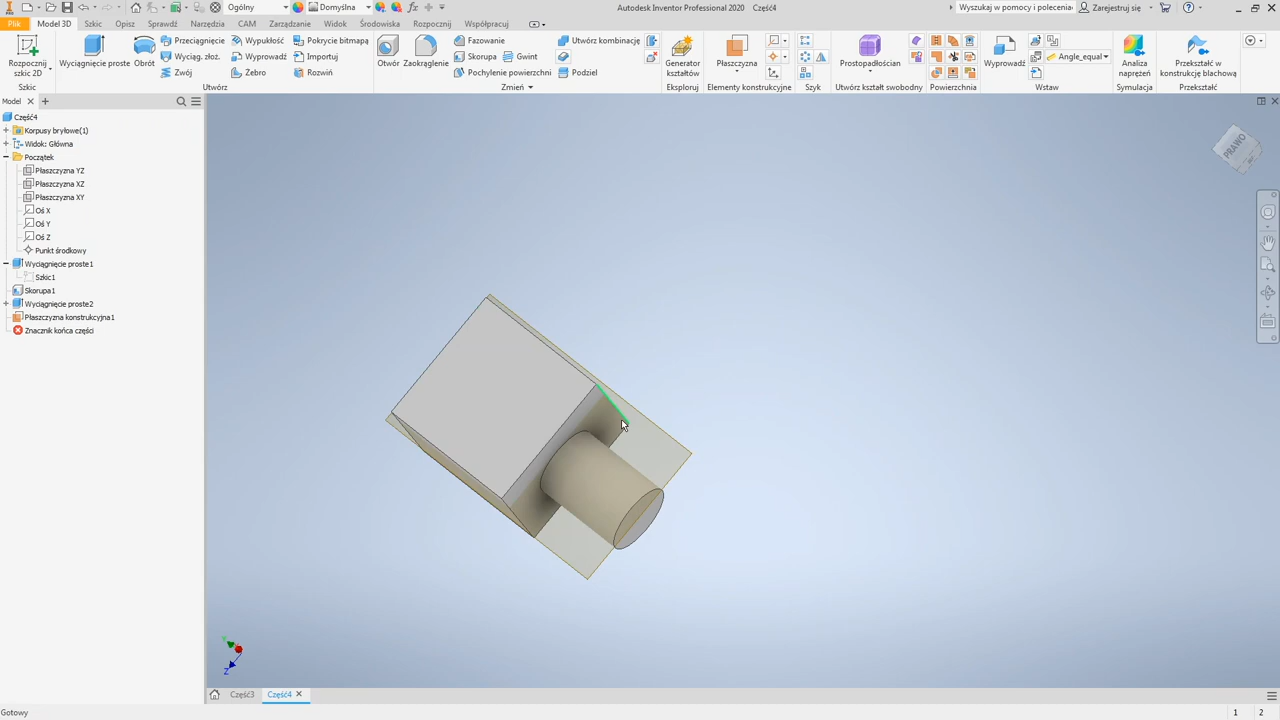 Ogólny
Domyślna
Autodesk Inventor Professional 2020 Część4
Wyszukaj w pomocy i polecenia
Zarejestruj się
Plik Model 3D Szkic Opisz Sprawdź Narzędzia CAM Zarządzanie Widok Środowiska Rozpocznij Współpracuj
Rozpocznij szkic 2D
Szkic
Wyciągnięcie proste
Obrót
Przeciągnięcie
Wyciąg. złoż.
Zwój
Wypukłość
Wyprowadź
Żebro
Pokrycie bitmapą
Importuj
Rozwiń
Utwórz
Otwór
Zaokrąglenie
Fazowanie
Skorupa
Gwint
Pochylenie powierzchni
Utwórz kombinację
Podziel
Zmień
Generator kształtów
Eksploruj
Płaszczyzna
Elementy konstrukcyjne
Szyk
Prostopadłościan
Utwórz kształt swobodny
Powierzchnia
Wyprowadź
Angle_equal
Wstaw
Analiza naprężeń
Symulacja
Przekształć w konstrukcję blachową
Przekształć
Model
Część4
Korpusy bryłowe(1)
Widok: Główna
Początek
Płaszczyzna YZ
Płaszczyzna XZ
Płaszczyzna XY
Oś X
Oś Y
Oś Z
Punkt środkowy
Wyciągnięcie proste1
Szkic1
Skorupa1
Wyciągnięcie proste2
Płaszczyzna konstrukcyjna1
Znacznik końca części
PRAWO
Z
Część3
Część4
Gotowy
1 2